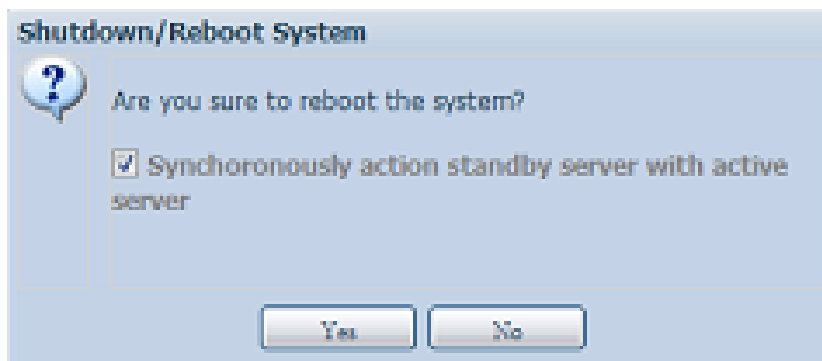 Shutdown/Reboot System
Are you sure to reboot the system?
Synchoronously action standby server with active
server
Yes
No